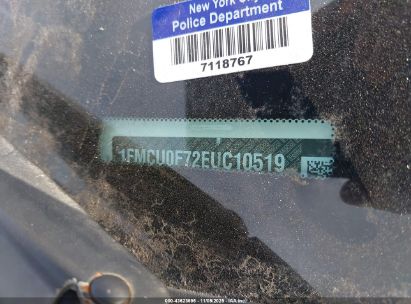 New York City
Police Department
7118767
1FMCU0F72EUC10519